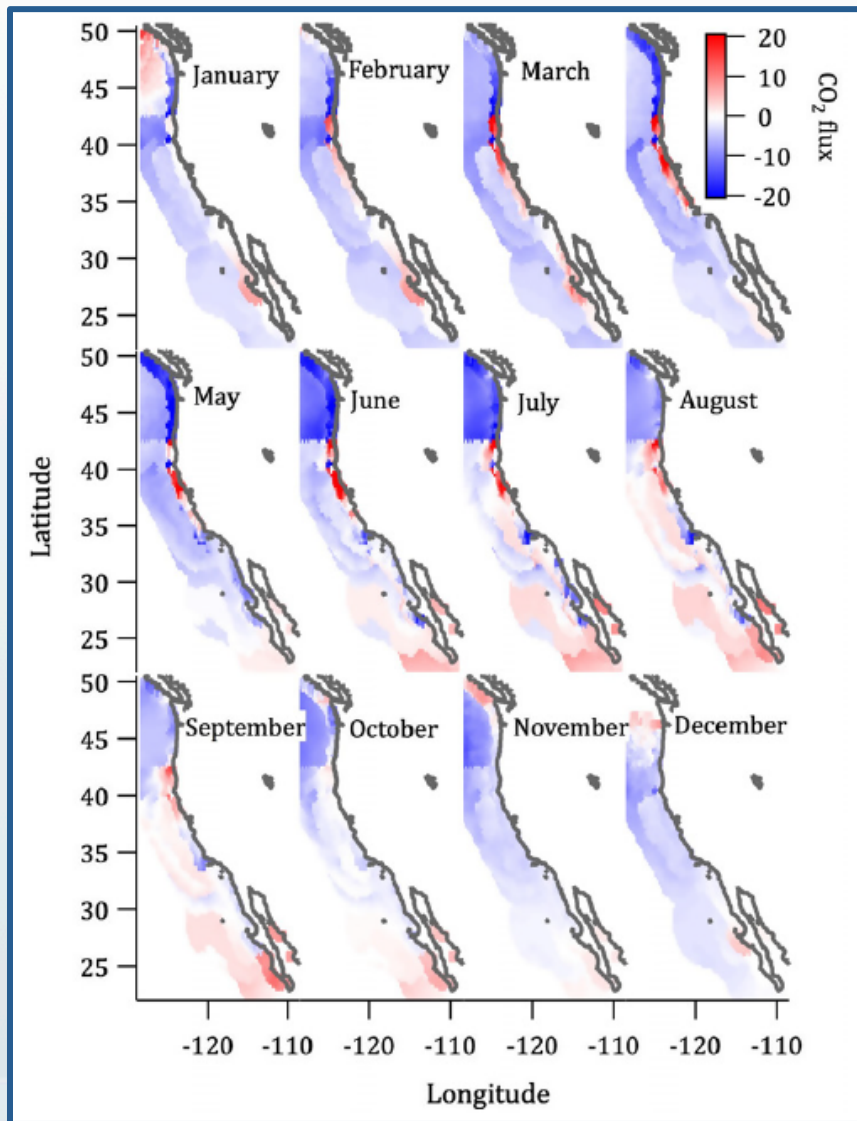 50
45
40
35
30
25
January
February
March
20
10
0
-10
-20
CO₂ flux
Latitude
50
45
40
35
30
25
May
June
July
August
50
45
40
35
30
25
September
October
November
December
-120
-110
-120
-110
-120
-110
-120
-110
Longitude